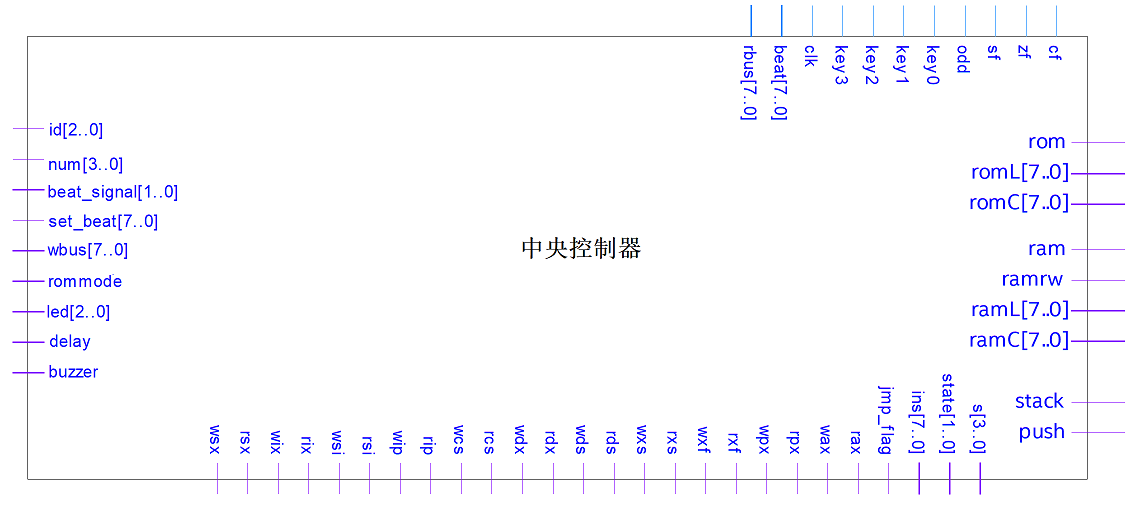 rbus[7..0]
beat[7..0]
clk
key3
key2
key1
key0
odd
sf
zf
cf
id[2..0]
num[3..0]
beat_signal[1..0]
set_beat[7..0]
wbus[7..0]
rommode
led[2..0]
delay
buzzer
中央控制器
rom
romL[7..0]
romC[7..0]
ram
ramrw
ramL[7..0]
ramC[7..0]
stack
push
wsx
rsx
wix
rix
wsi
rsi
wip
rip
wcs
rcs
wdx
rdx
wds
rds
wxs
rxs
wxf
rxf
wpx
rpx
wax
rax
jmp_flag
ins[7..0]
state[1..0]
s[3..0]